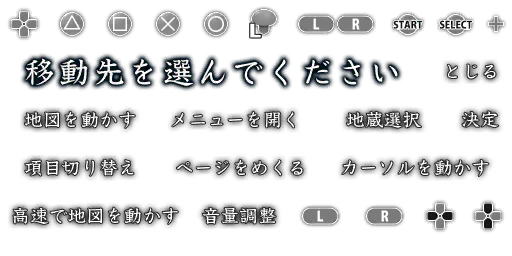 L R START SELECT
移動先を選んでください とじる
地図を動かす メニューを開く 地蔵選択 決定
項目切り替え ページをめくる カーソルを動かす
高速で地図を動かす 音量調整 L R